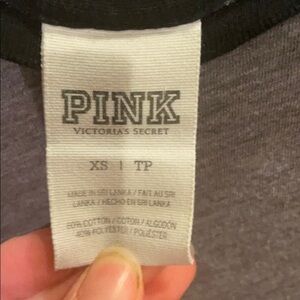 PINK
VICTORIA'S SECRET
XS | TP
MADE IN SRI LANKA / FAIT AU SRI
LANKA / HECHO EN SRI LANKA
60% COTTON / COTON / ALGODÓN
40% POLYESTER / POLIÉSTER